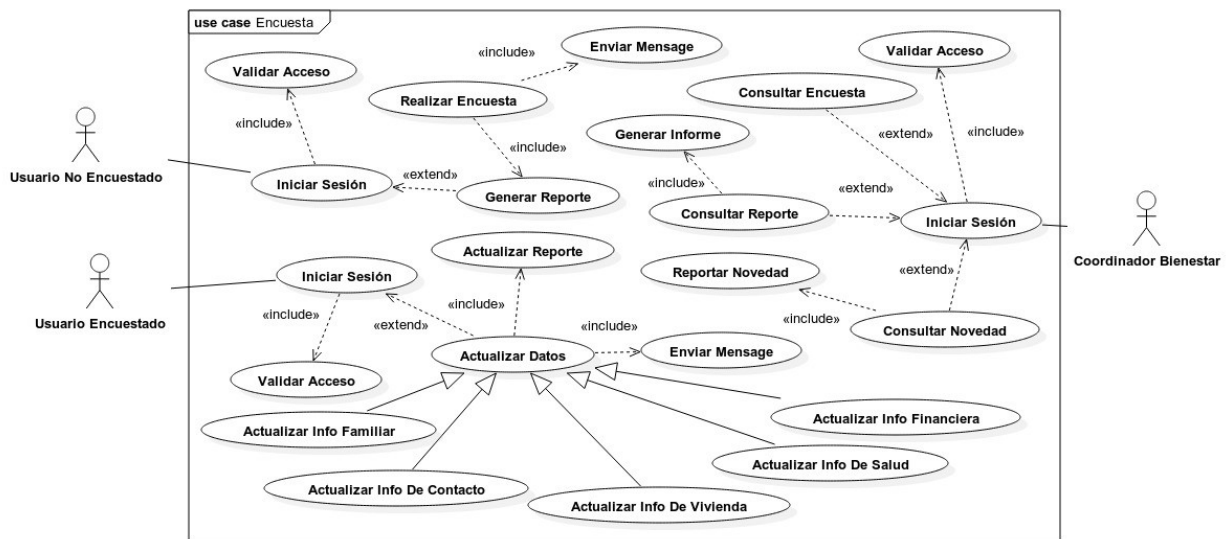 use case Encuesta
Enviar Mensage
Validar Acceso
«include»
Validar Acceso
Consultar Encuesta
Realizar Encuesta
«include»
«include»
Generar Informe
«extend»
«include»
Usuario No Encuestado
Iniciar Sesión
«extend»
Generar Reporte
«include»
Consultar Reporte
«extend»
Iniciar Sesión
Coordinador Bienestar
Actualizar Reporte
Usuario Encuestado
Iniciar Sesión
Reportar Novedad
«extend»
«include»
«include»
«extend»
«include»
Consultar Novedad
«include»
Actualizar Datos
Enviar Mensage
Validar Acceso
Actualizar Info Familiar
Actualizar Info Financiera
Actualizar Info De Salud
Actualizar Info De Contacto
Actualizar Info De Vivienda